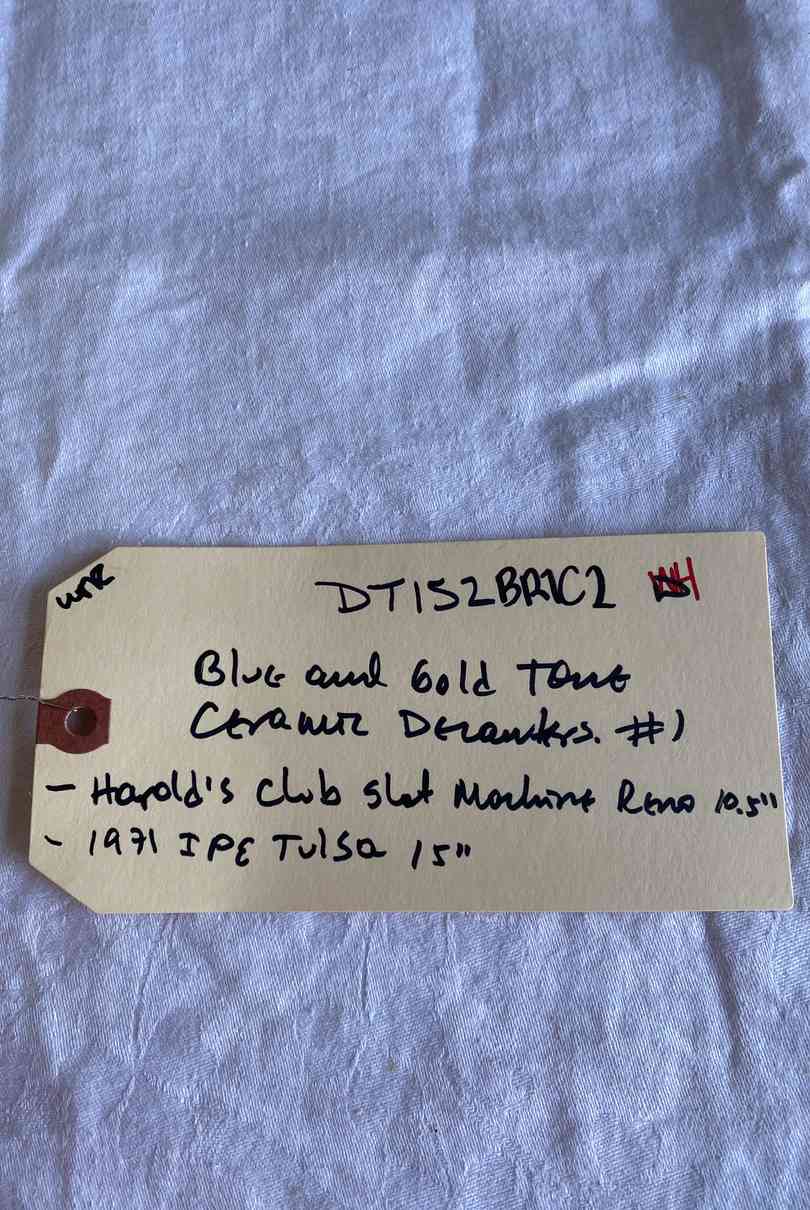 DT152BR1C2 WH
Blue and Gold Tone
Ceramic Decanters. #1
- Harold's Club Slot Machine Reno 10.5"
- 1971 IPE Tulsa 15"